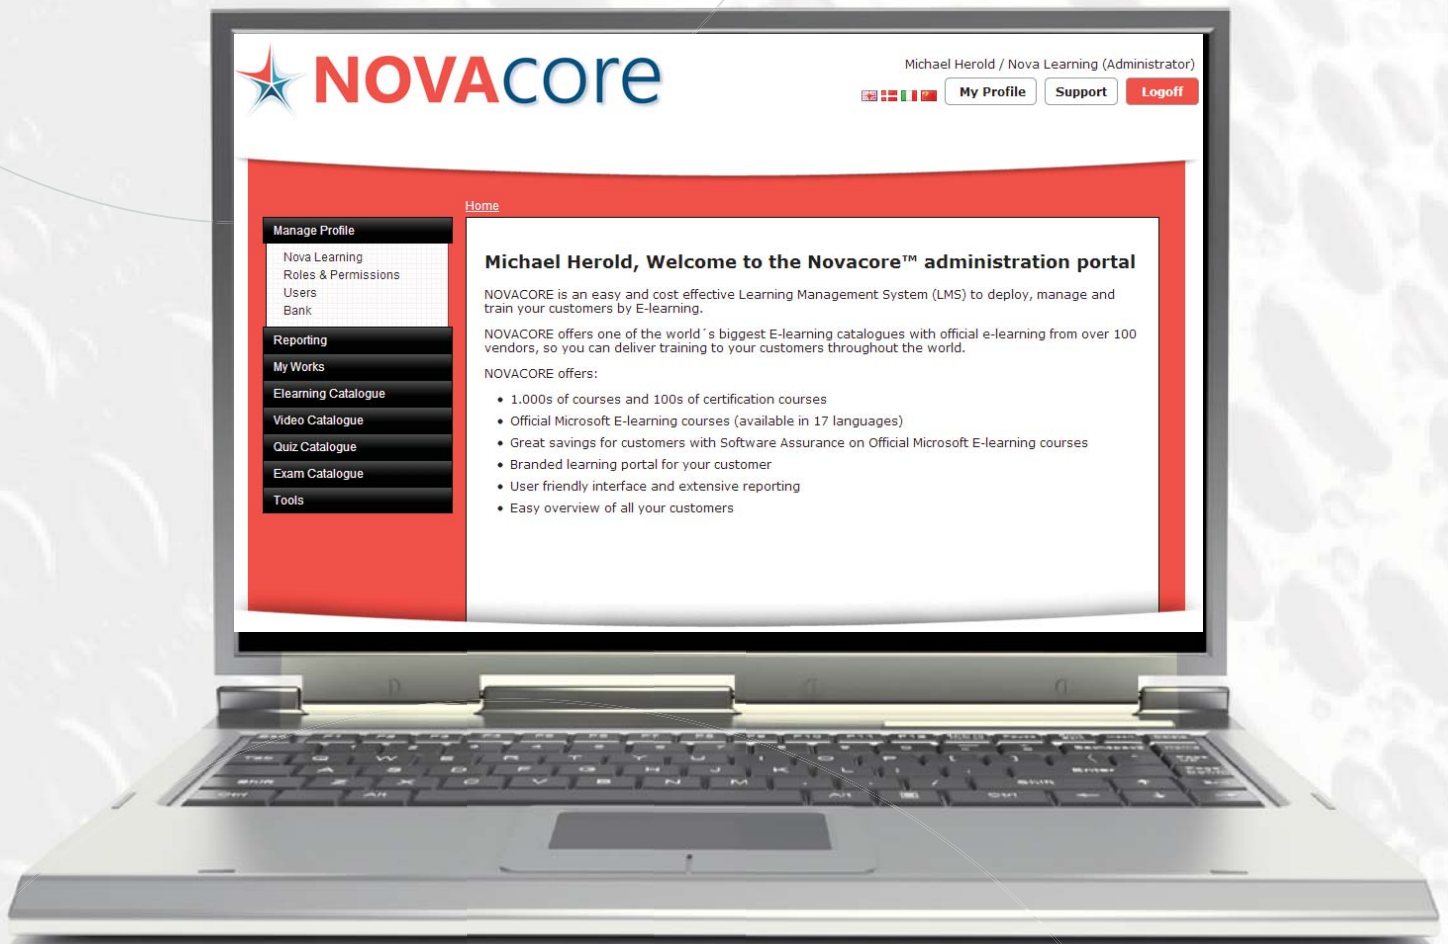 NOVAcore
Michael Herold / Nova Learning (Administrator)
My Profile Support Logoff
Home
Manage Profile
Nova Learning
Roles & Permissions
Users
Bank
Reporting
My Works
Elearning Catalogue
Video Catalogue
Quiz Catalogue
Exam Catalogue
Tools
Michael Herold, Welcome to the Novacore™ administration portal
NOVACORE is an easy and cost effective Learning Management System (LMS) to deploy, manage and
train your customers by E-learning.
NOVACORE offers one of the world´s biggest E-learning catalogues with official e-learning from over 100
vendors, so you can deliver training to your customers throughout the world.
NOVACORE offers:
• 1.000s of courses and 100s of certification courses
• Official Microsoft E-learning courses (available in 17 languages)
• Great savings for customers with Software Assurance on Official Microsoft E-learning courses
• Branded learning portal for your customer
• User friendly interface and extensive reporting
• Easy overview of all your customers